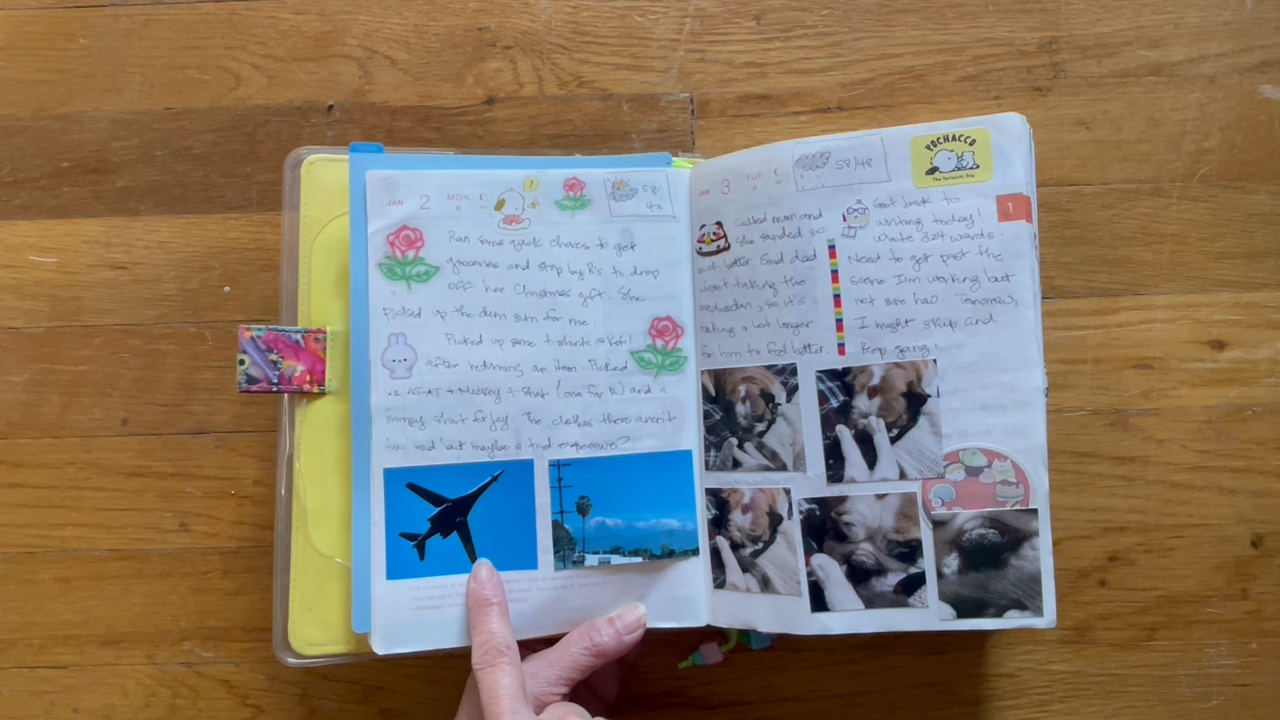 JAN 2 MON
58/
43
Ran some quick chores to get
groceries and stop by R's to drop
off her Christmas gift. She
picked up the dim sum for me.
Picked up some t-shirts @ Kohl
after returning an item. Picked
AT-AT + Mickey t-shirt (one for k) and a
shirt for Jay. The clothes there aren't
bad but maybe a tad expensive?
JAN 3 TUE
58/48
POCHACCO
1
Called mom and
she sounded so
much better. Said dad
wasn't taking the
medication, so it's
taking a lot longer
for him to feel better.
Got back to
writing today!
Wrote 324 words.
Need to get past the
scene I'm working but
not sure how. Tomorrow,
I might skip and
keep going!